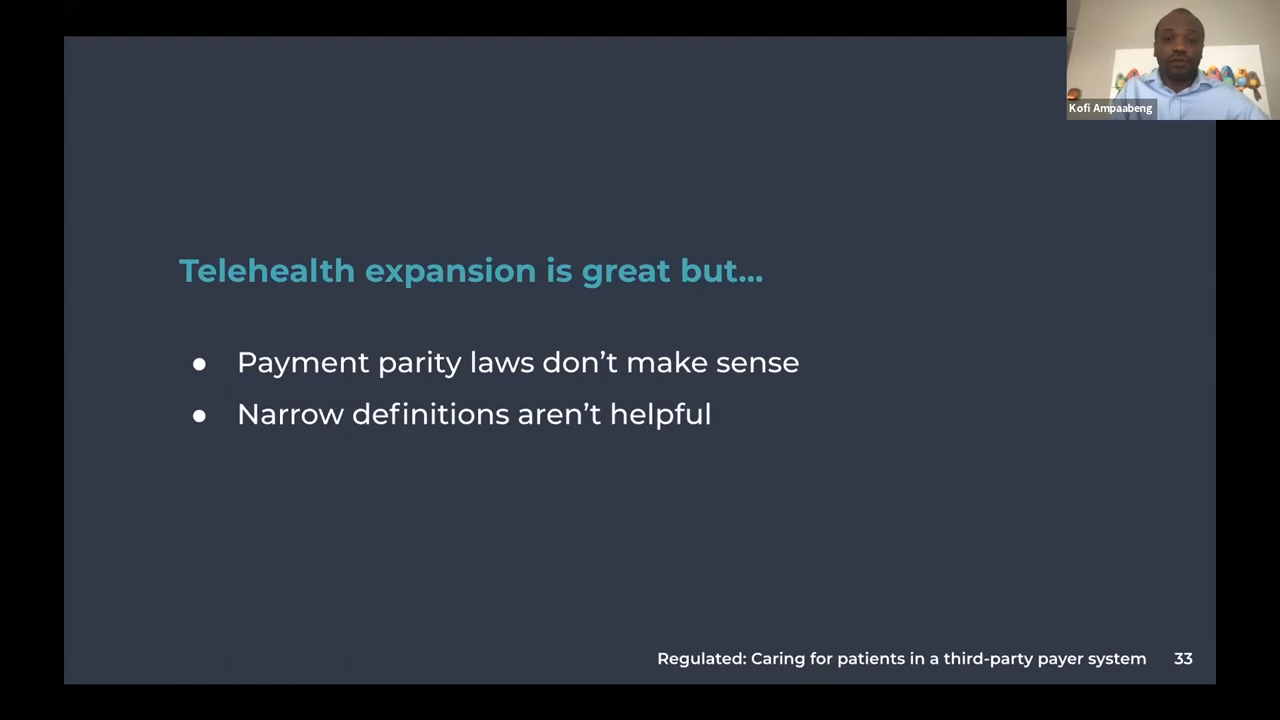 Kofi Ampaabeng
Telehealth expansion is great but...
● Payment parity laws don’t make sense
● Narrow definitions aren’t helpful
Regulated: Caring for patients in a third-party payer system 33